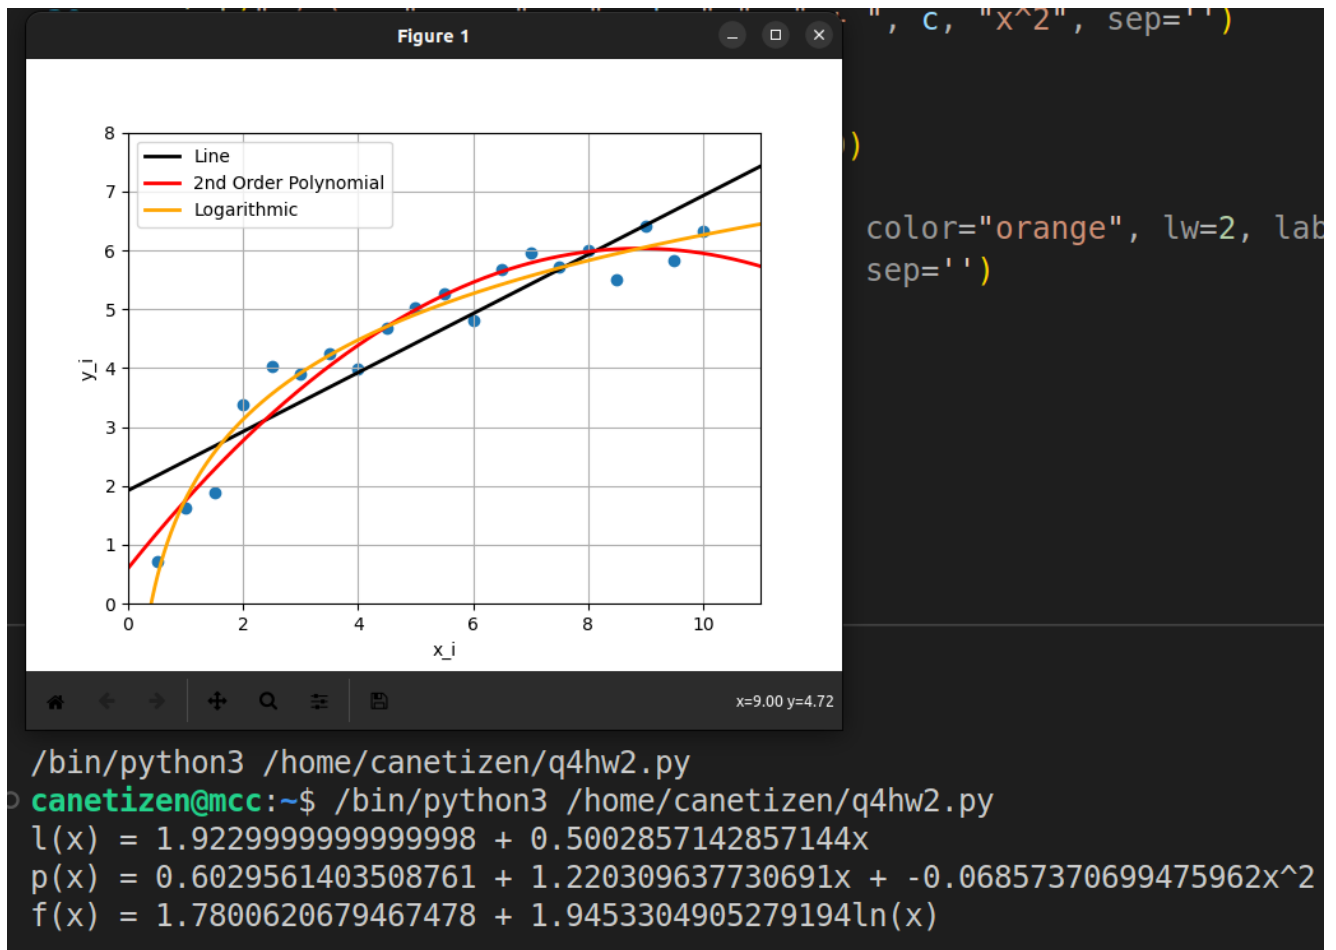 ", c, "x^2", sep='')
Figure 1
)
8
Line
2nd Order Polynomial
Logarithmic
7
6
5
4
3
2
1
0
y_i
0 2 4 6 8 10
x_i
color="orange", lw=2, lab
sep='')
x=9.00 y=4.72
/bin/python3 /home/canetizen/q4hw2.py
canetizen@mcc:~$ /bin/python3 /home/canetizen/q4hw2.py
l(x) = 1.9229999999999998 + 0.5002857142857144x
p(x) = 0.6029561403508761 + 1.220309637730691x + -0.06857370699475962x^2
f(x) = 1.7800620679467478 + 1.9453304905279194ln(x)